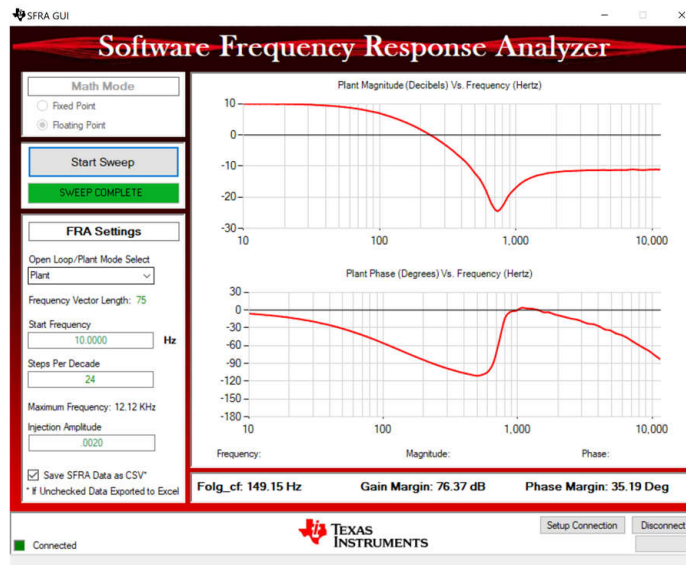 SFRA GUI
Software Frequency Response Analyzer
Math Mode
Fixed Point
Floating Point
Start Sweep
SWEEP COMPLETE
FRA Settings
Open Loop/Plant Mode Select
Plant
Frequency Vector Length: 75
Start Frequency
10.0000 Hz
Steps Per Decade
24
Maximum Frequency: 12.12 KHz
Injection Amplitude
.0020
Save SFRA Data as CSV*
* If Unchecked Data Exported to Excel
Plant Magnitude (Decibels) Vs. Frequency (Hertz)
10
0
-10
-20
-30
10 100 1,000 10,000
Plant Phase (Degrees) Vs. Frequency (Hertz)
30
0
-30
-60
-90
-120
-150
-180
10 100 1,000 10,000
Frequency: Magnitude: Phase:
Folg_cf: 149.15 Hz Gain Margin: 76.37 dB Phase Margin: 35.19 Deg
Connected
TEXAS
INSTRUMENTS
Setup Connection Disconnect